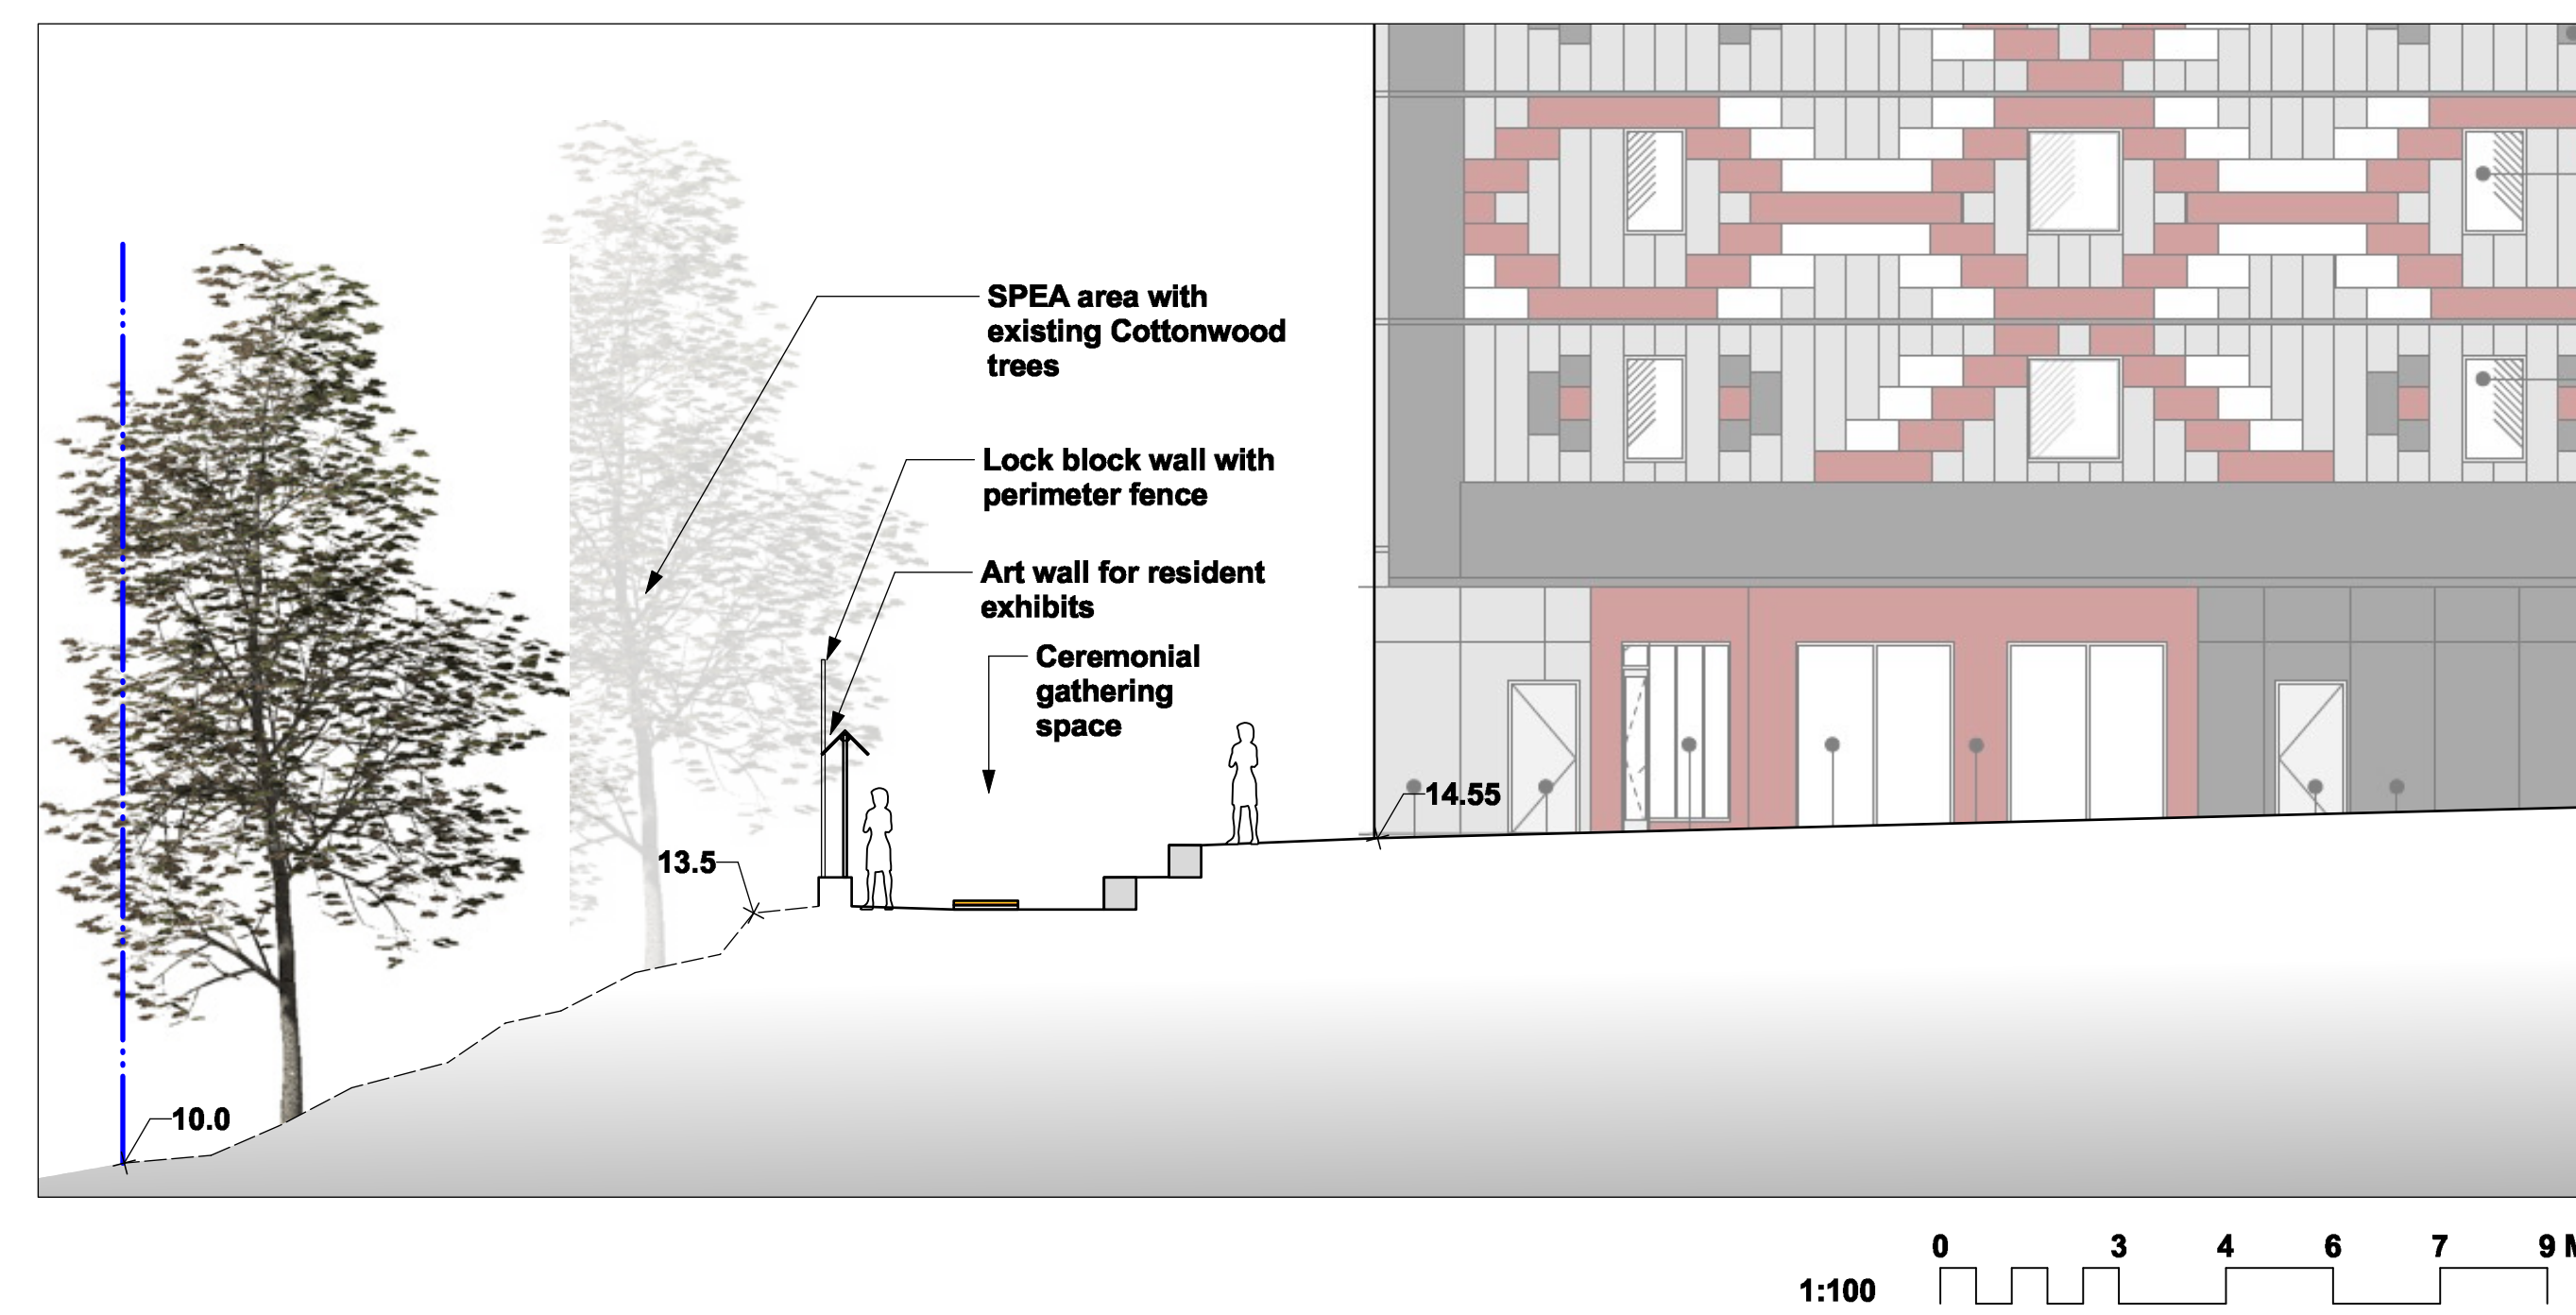 SPEA area with
existing Cottonwood
trees
Lock block wall with
perimeter fence
Art wall for resident
exhibits
Ceremonial
gathering
space
14.55
13.5
10.0
0 3 4 6 7 9 M
1:100